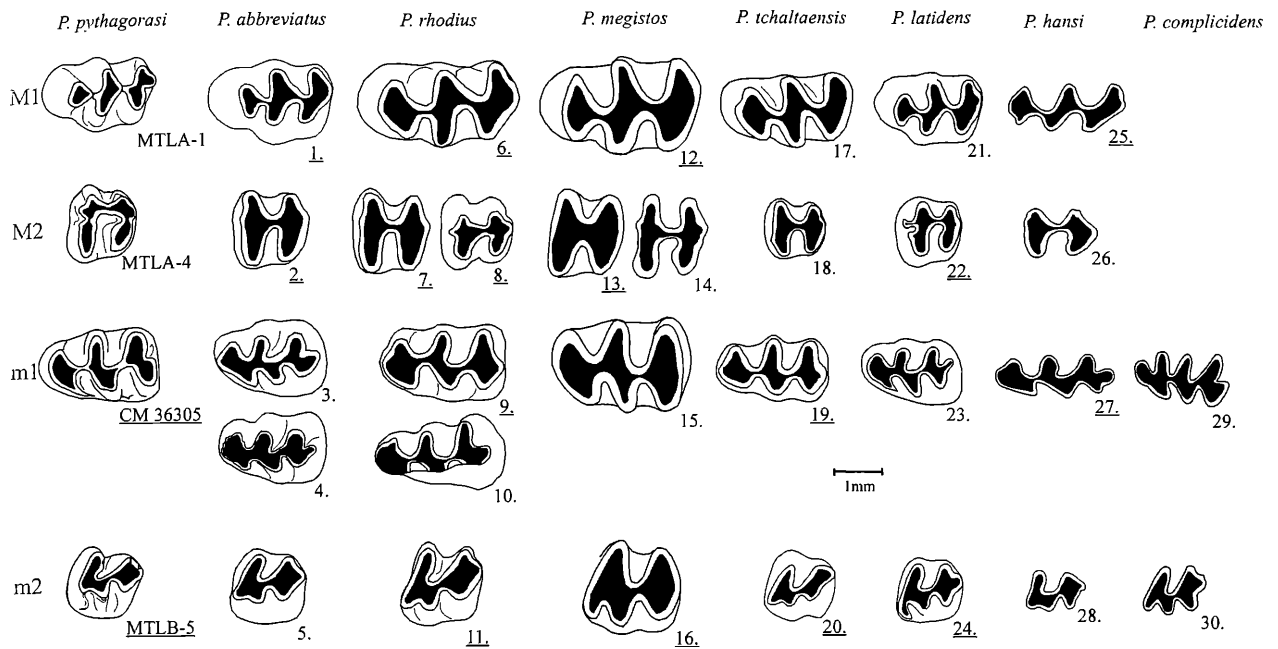 P. pythagorasi P. abbreviatus P. rhodius P. megistos P. tchaltaensis P. latidens P. hansi P. complicidens
M1
MTLA-1 1. 6. 12. 17. 21. 25.
M2
MTLA-4 2. 7. 8. 13. 14. 18. 22. 26.
m1
CM 36305 3. 9. 15. 19. 23. 27. 29.
4. 10.
1mm
m2
MTLB-5 5. 11. 16. 20. 24. 28. 30.